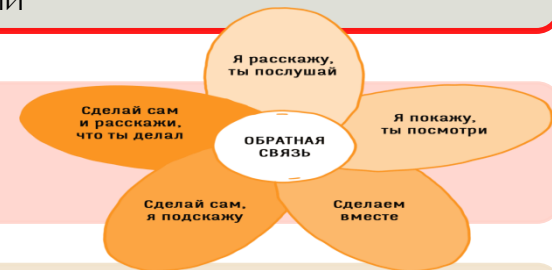 ИИ
Я расскажу,
ты послушай
Я покажу,
ты посмотри
Сделаем
вместе
Сделай сам,
я подскажу
Сделай сам
и расскажи,
что ты делал
ОБРАТНАЯ
СВЯЗЬ